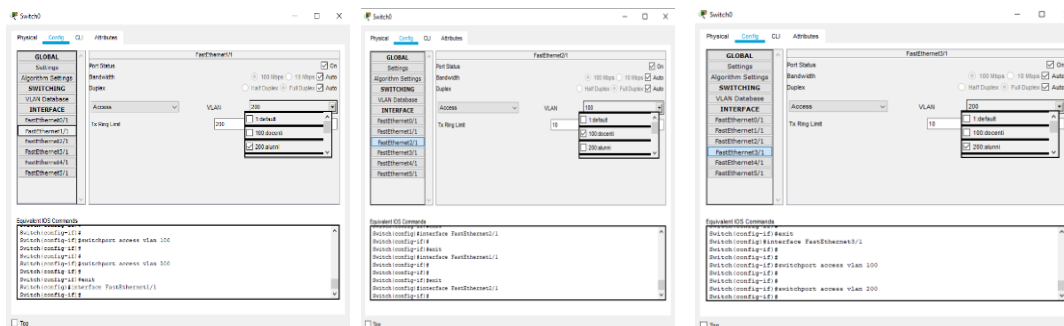 Switch0
Physical Config CLI Attributes
GLOBAL
Settings
Algorithm Settings
SWITCHING
VLAN Database
INTERFACE
FastEthernet0/1
FastEthernet1/1
FastEthernet2/1
FastEthernet3/1
FastEthernet4/1
FastEthernet5/1
FastEthernet1/1
Port Status On
Bandwidth 100 Mbps 10 Mbps Auto
Duplex Half Duplex Full Duplex Auto
Access VLAN 200
1:default
100:docenti
200:alunni
Tx Ring Limit
Equivalent IOS Commands
Switch(config-if)#
Switch(config-if)#switchport access vlan 100
Switch(config-if)#
Switch(config-if)#
Switch(config-if)#
Switch(config-if)#exit
Switch(config)#interface FastEthernet1/1
Switch(config-if)#
Top
Switch0
Physical Config CLI Attributes
GLOBAL
Settings
Algorithm Settings
SWITCHING
VLAN Database
INTERFACE
FastEthernet0/1
FastEthernet1/1
FastEthernet2/1
FastEthernet3/1
FastEthernet4/1
FastEthernet5/1
FastEthernet2/1
Port Status On
Bandwidth 100 Mbps 10 Mbps Auto
Duplex Half Duplex Full Duplex Auto
Access VLAN 100
1:default
100:docenti
200:alunni
Tx Ring Limit 10
Equivalent IOS Commands
Switch(config)#interface FastEthernet2/1
Switch(config-if)#
Switch(config-if)#exit
Switch(config)#interface FastEthernet1/1
Switch(config-if)#
Switch(config-if)#exit
Switch(config)#interface FastEthernet2/1
Switch(config-if)#
Top
Switch0
Physical Config CLI Attributes
GLOBAL
Settings
Algorithm Settings
SWITCHING
VLAN Database
INTERFACE
FastEthernet0/1
FastEthernet1/1
FastEthernet2/1
FastEthernet3/1
FastEthernet4/1
FastEthernet5/1
FastEthernet3/1
Port Status On
Bandwidth 100 Mbps 10 Mbps Auto
Duplex Half Duplex Full Duplex Auto
Access VLAN 200
1:default
100:docenti
200:alunni
Tx Ring Limit 10
Equivalent IOS Commands
Switch(config-if)#exit
Switch(config)#interface FastEthernet3/1
Switch(config-if)#
Switch(config-if)#switchport access vlan 100
Switch(config-if)#
Switch(config-if)#switchport access vlan 200
Switch(config-if)#
Top